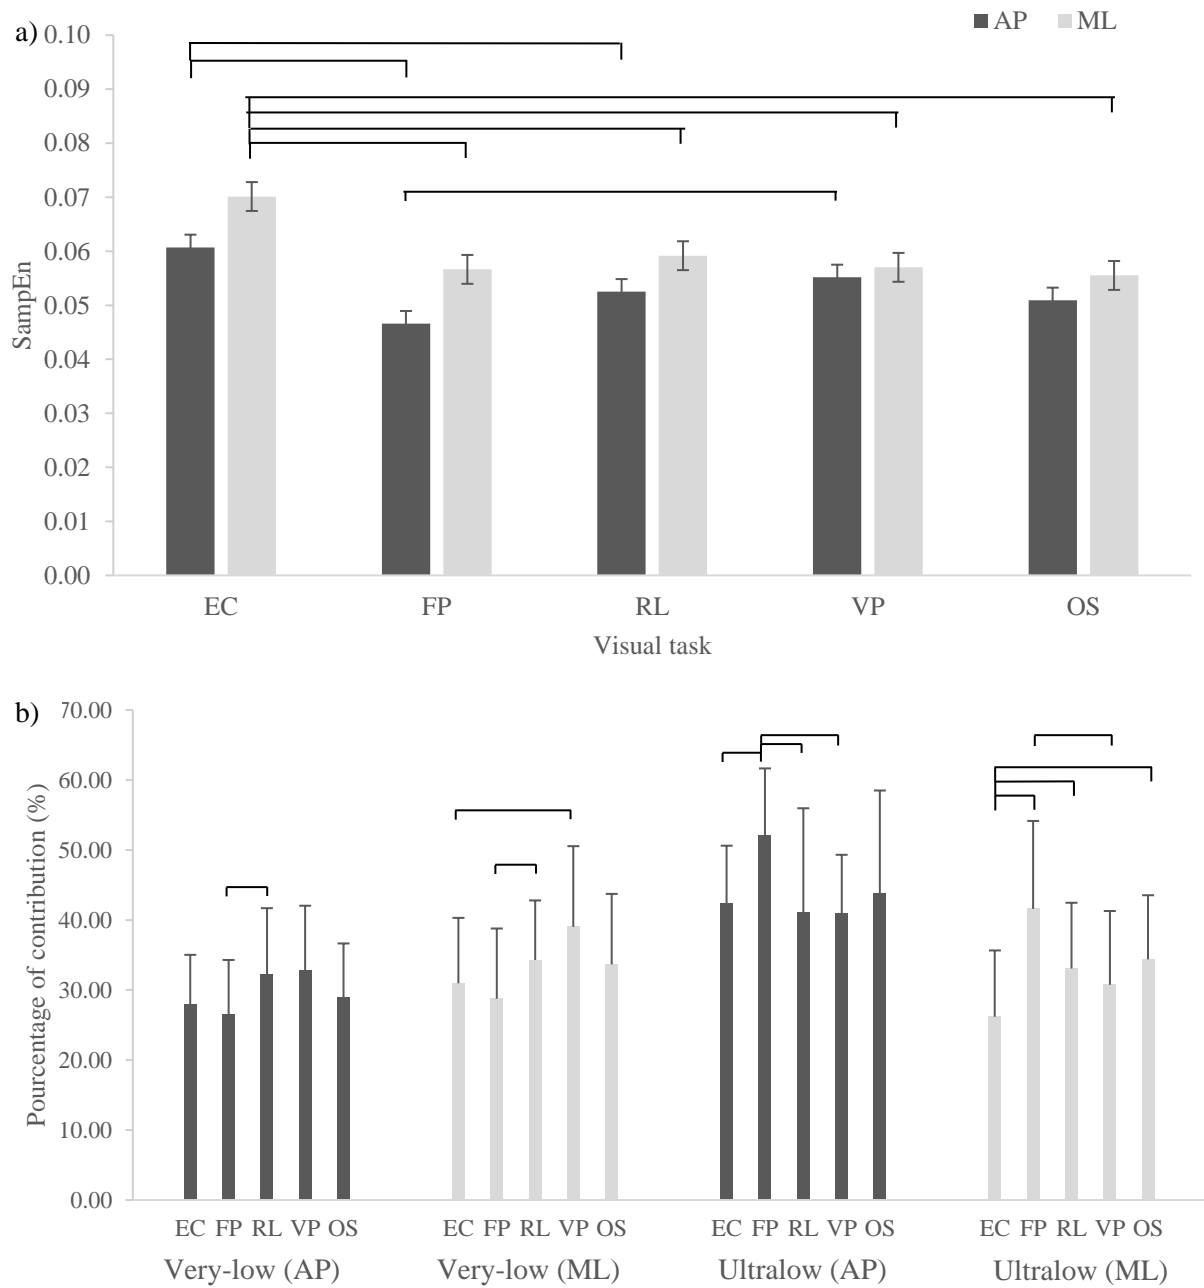 a)
AP ML
0.10
0.09
0.08
0.07
0.06
0.05
0.04
0.03
0.02
0.01
0.00
SampEn
EC FP RL VP OS
Visual task
b)
70.00
60.00
50.00
40.00
30.00
20.00
10.00
0.00
Pourcentage of contribution (%)
EC FP RL VP OS EC FP RL VP OS EC FP RL VP OS EC FP RL VP OS
Very-low (AP) Very-low (ML) Ultralow (AP) Ultralow (ML)